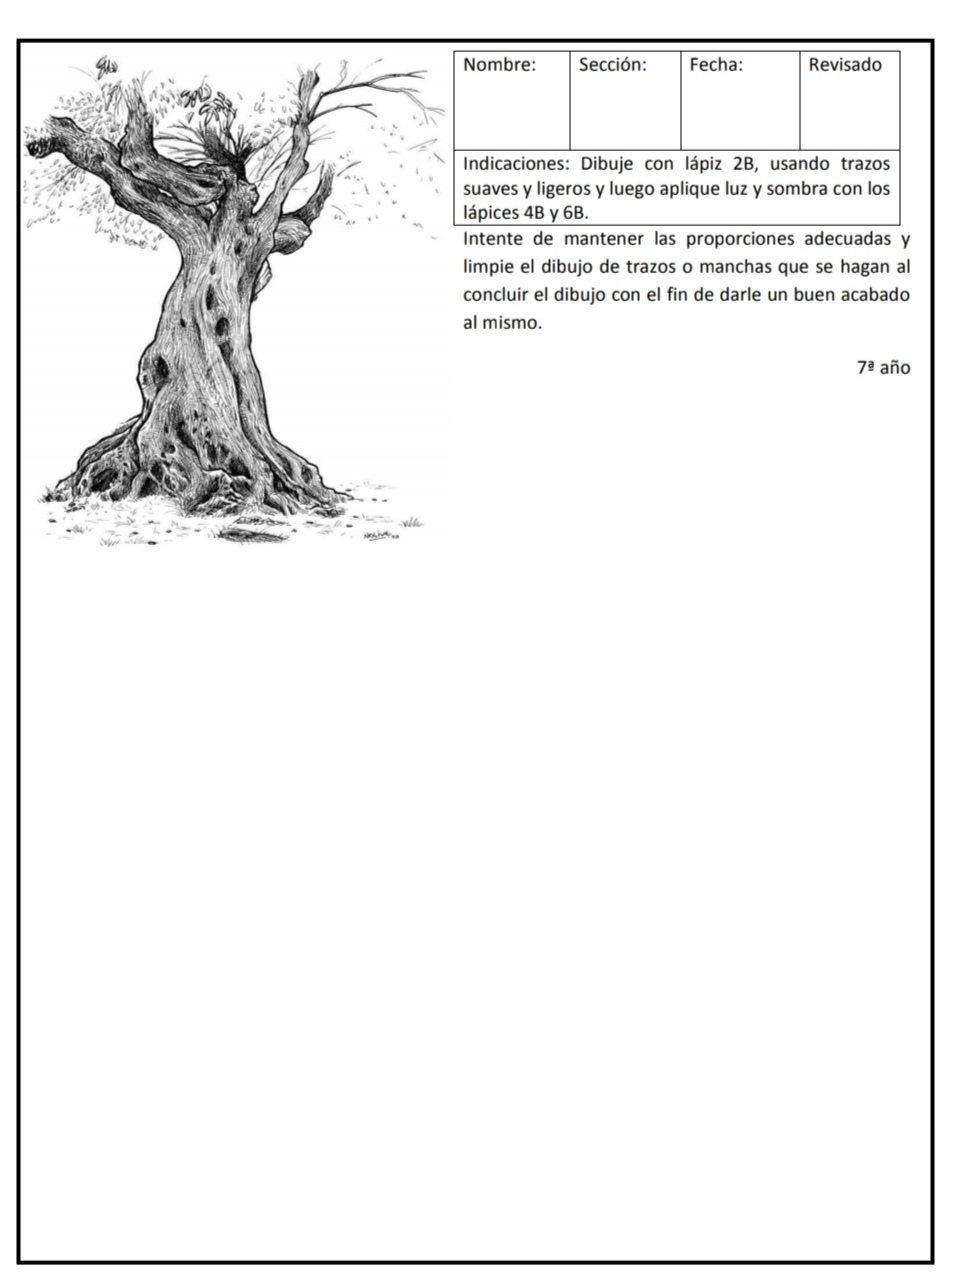 Nombre:
Sección:
Fecha:
Revisado
Indicaciones: Dibuje con lápiz 2B, usando trazos
suaves y ligeros y luego aplique luz y sombra con los
lápices 4B y 6B.
Intente de mantener las proporciones adecuadas y
limpie el dibujo de trazos o manchas que se hagan al
concluir el dibujo con el fin de darle un buen acabado
al mismo.
7ª año